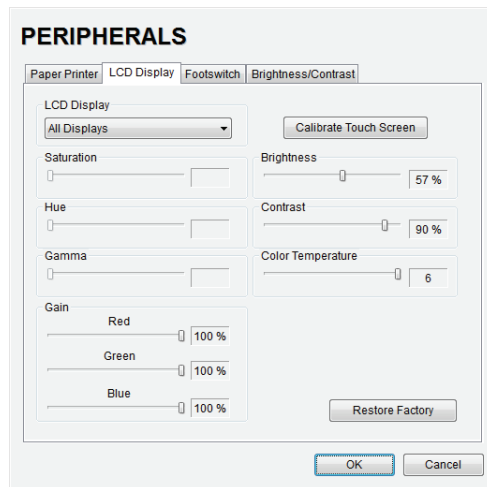 PERIPHERALS
Paper Printer LCD Display Footswitch Brightness/Contrast
LCD Display
All Displays Calibrate Touch Screen
Saturation Brightness
57 %
Hue Contrast
90 %
Gamma Color Temperature
6
Gain
Red
100 %
Green
100 %
Blue
100 % Restore Factory
OK Cancel